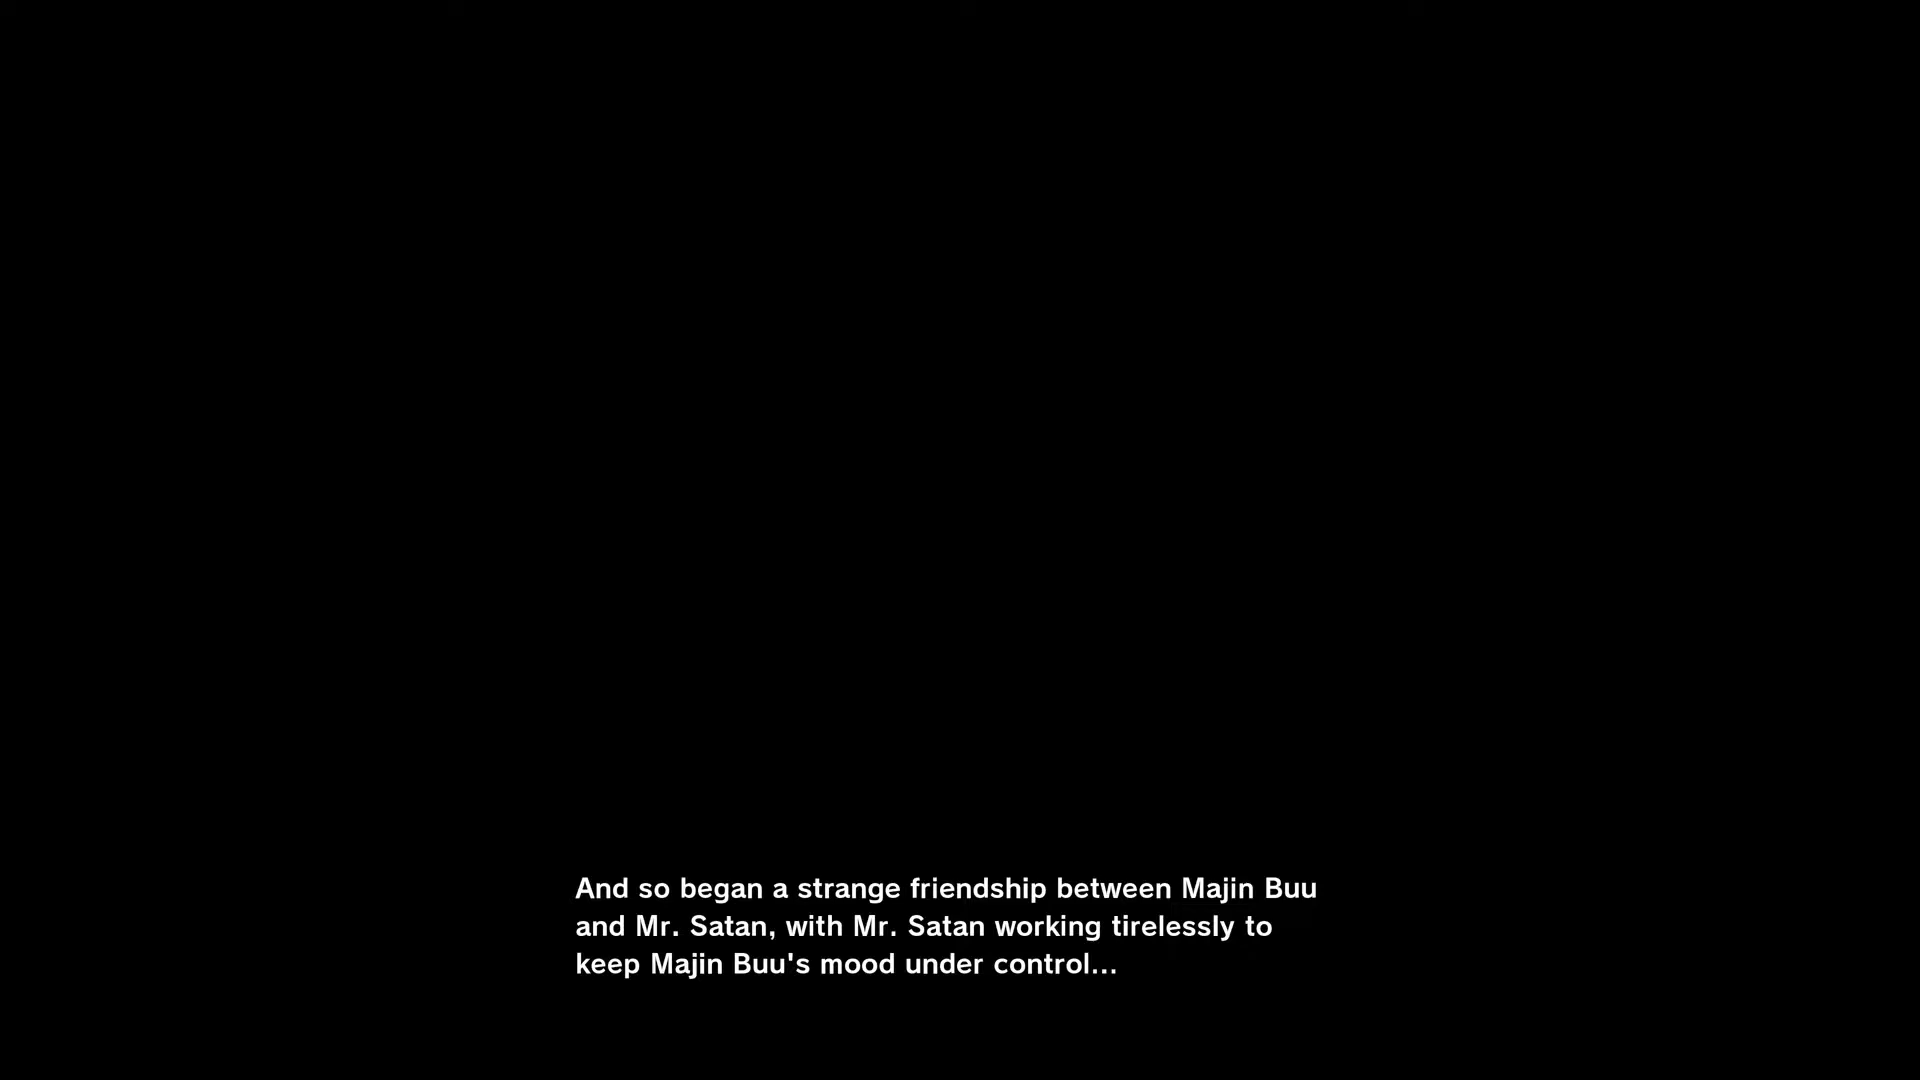 And so began a strange friendship between Majin Buu
and Mr. Satan, with Mr. Satan working tirelessly to
keep Majin Buu's mood under control...